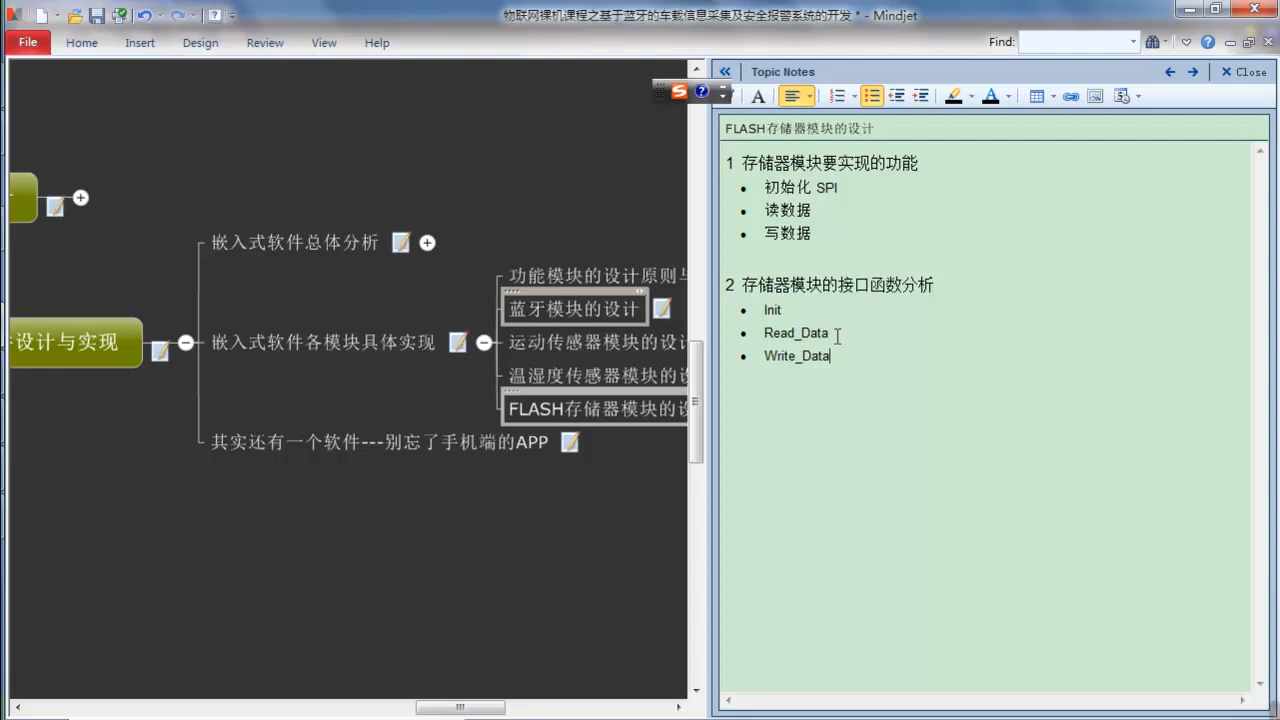 物联网裸机课程之基于蓝牙的车载信息采集及安全报警系统的开发 * - Mindjet
File Home Insert Design Review View Help
Find:
Topic Notes
Close
FLASH存储器模块的设计
1 存储器模块要实现的功能
• 初始化 SPI
• 读数据
• 写数据
2 存储器模块的接口函数分析
• Init
• Read_Data
• Write_Data
嵌入式软件总体分析
功能模块的设计原则与
蓝牙模块的设计
设计与实现
嵌入式软件各模块具体实现
运动传感器模块的设计
温湿度传感器模块的设
FLASH存储器模块的设
其实还有一个软件---别忘了手机端的APP